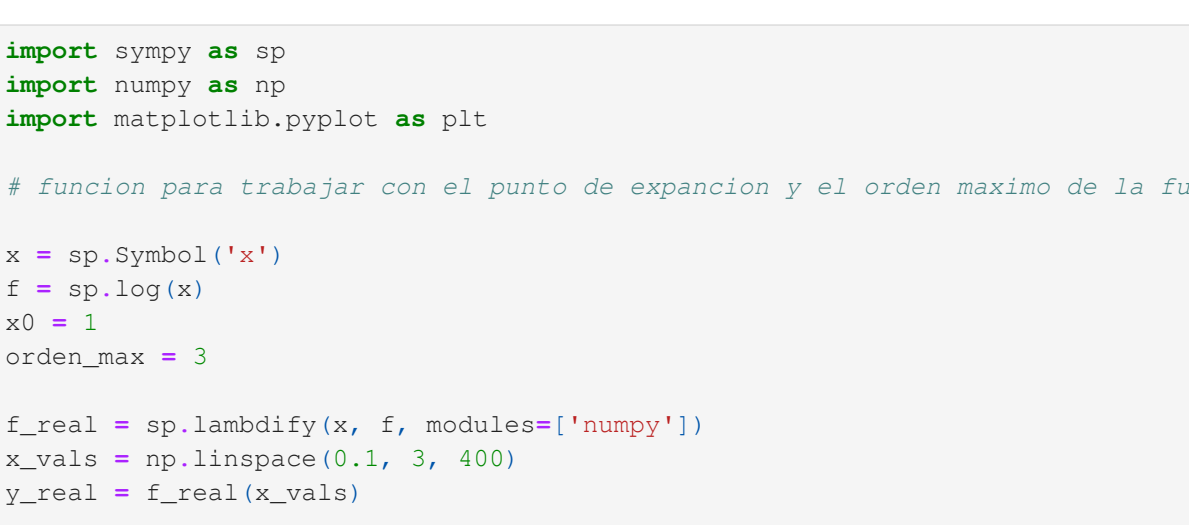 import sympy as sp
import numpy as np
import matplotlib.pyplot as plt
# funcion para trabajar con el punto de expancion y el orden maximo de la
x = sp.Symbol('x')
f = sp.log(x)
x0 = 1
orden_max = 3
f_real = sp.lambdify(x, f, modules=['numpy'])
x_vals = np.linspace(0.1, 3, 400)
y_real = f_real(x_vals)